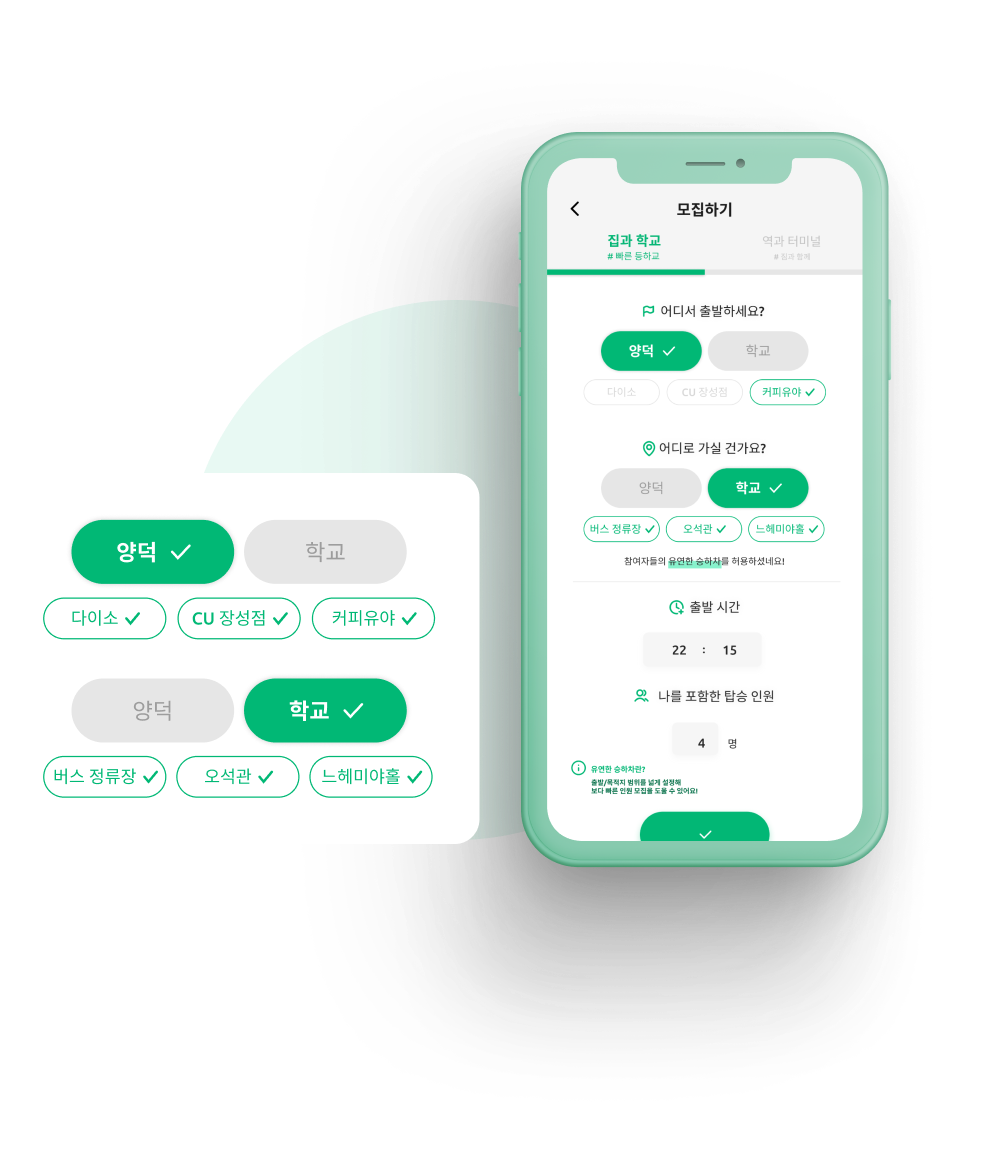 양덕
학교
다이소
CU 장성점
커피유야
양덕
학교
버스 정류장
오석관
느헤미야홀
모집하기
집과 학교
# 빠른 등하교
역과 터미널
# 집과 함께
어디서 출발하세요?
양덕
학교
다이소
CU 장성점
커피유야
어디로 가실 건가요?
양덕
학교
버스 정류장
오석관
느헤미야홀
참여자들의 유연한 승하차를 허용하셨네요!
출발 시간
22 : 15
나를 포함한 탑승 인원
4 명
유연한 승하차란?
출발/목적지 범위를 넓게 설정해
보다 빠른 인원 모집을 도울 수 있어요!